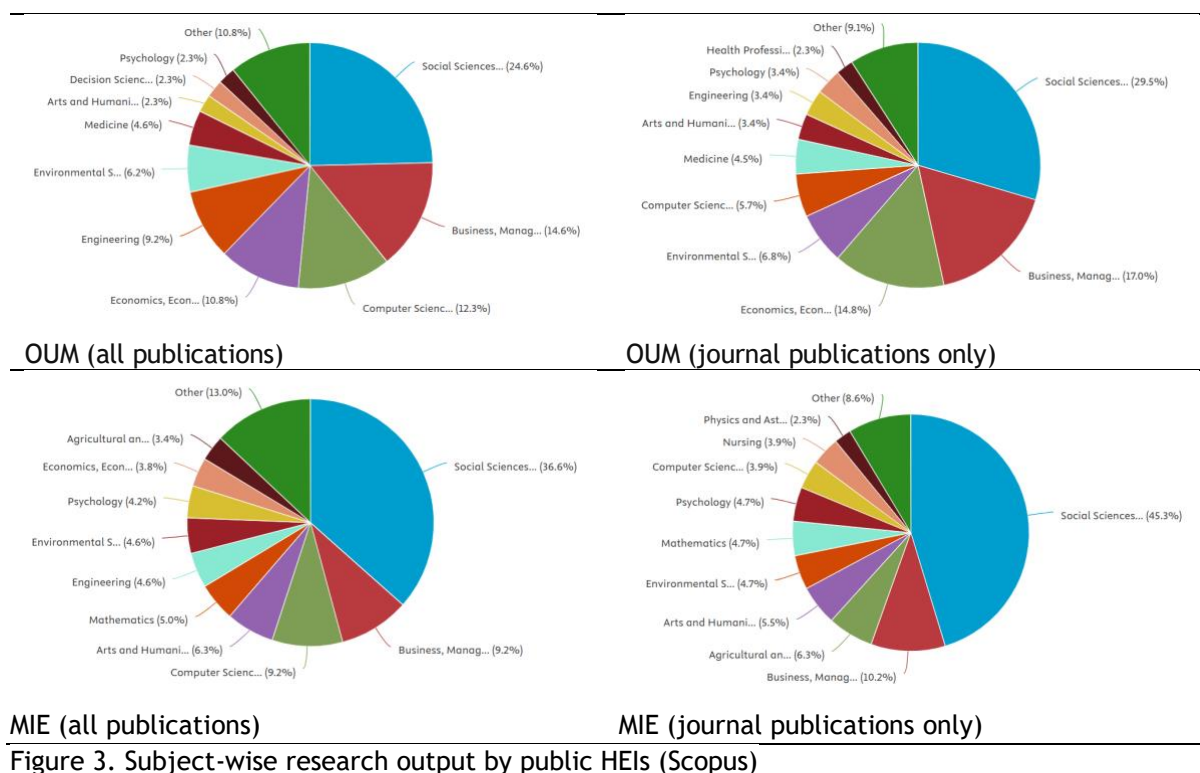 Other (10.8%)
Psychology (2.3%)
Decision Scienc... (2.3%)
Arts and Humani... (2.3%)
Medicine (4.6%)
Environmental S... (6.2%)
Engineering (9.2%)
Economics, Econ... (10.8%)
Computer Scienc... (12.3%)
Business, Manag... (14.6%)
Social Sciences... (24.6%)
OUM (all publications)
Other (9.1%)
Health Professi... (2.3%)
Psychology (3.4%)
Engineering (3.4%)
Arts and Humani... (3.4%)
Medicine (4.5%)
Computer Scienc... (5.7%)
Environmental S... (6.8%)
Economics, Econ... (14.8%)
Business, Manag... (17.0%)
Social Sciences... (29.5%)
OUM (journal publications only)
Other (13.0%)
Agricultural an... (3.4%)
Economics, Econ... (3.8%)
Psychology (4.2%)
Environmental S... (4.6%)
Engineering (4.6%)
Mathematics (5.0%)
Arts and Humani... (6.3%)
Computer Scienc... (9.2%)
Business, Manag... (9.2%)
Social Sciences... (36.6%)
MIE (all publications)
Other (8.6%)
Physics and Ast... (2.3%)
Nursing (3.9%)
Computer Scienc... (3.9%)
Psychology (4.7%)
Mathematics (4.7%)
Environmental S... (4.7%)
Arts and Humani... (5.5%)
Agricultural an... (6.3%)
Business, Manag... (10.2%)
Social Sciences... (45.3%)
MIE (journal publications only)
Figure 3. Subject-wise research output by public HEIs (Scopus)